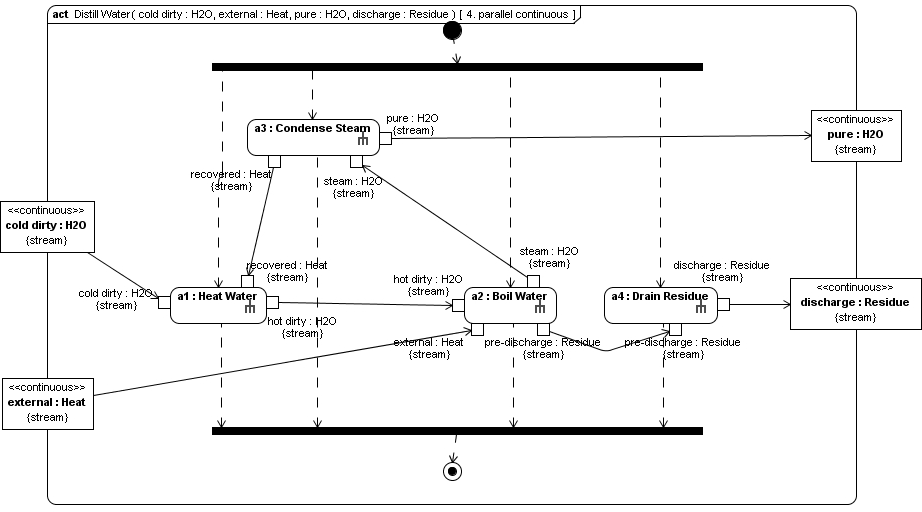 act Distill Water ( cold dirty : H2O, external : Heat, pure : H2O, discharge : Residue ) [ 4. parallel continuous ]
a3 : Condense Steam
pure : H2O
{stream}
<<continuous>>
pure : H2O
{stream}
recovered : Heat
{stream}
steam : H2O
{stream}
<<continuous>>
cold dirty : H2O
{stream}
steam : H2O
{stream}
recovered : Heat
{stream}
hot dirty : H2O
{stream}
discharge : Residue
{stream}
cold dirty : H2O
{stream}
a1 : Heat Water
a2 : Boil Water
a4 : Drain Residue
<<continuous>>
discharge : Residue
{stream}
hot dirty : H2O
{stream}
external : Heat
{stream}
pre-discharge : Residue
{stream}
pre-discharge : Residue
{stream}
<<continuous>>
external : Heat
{stream}